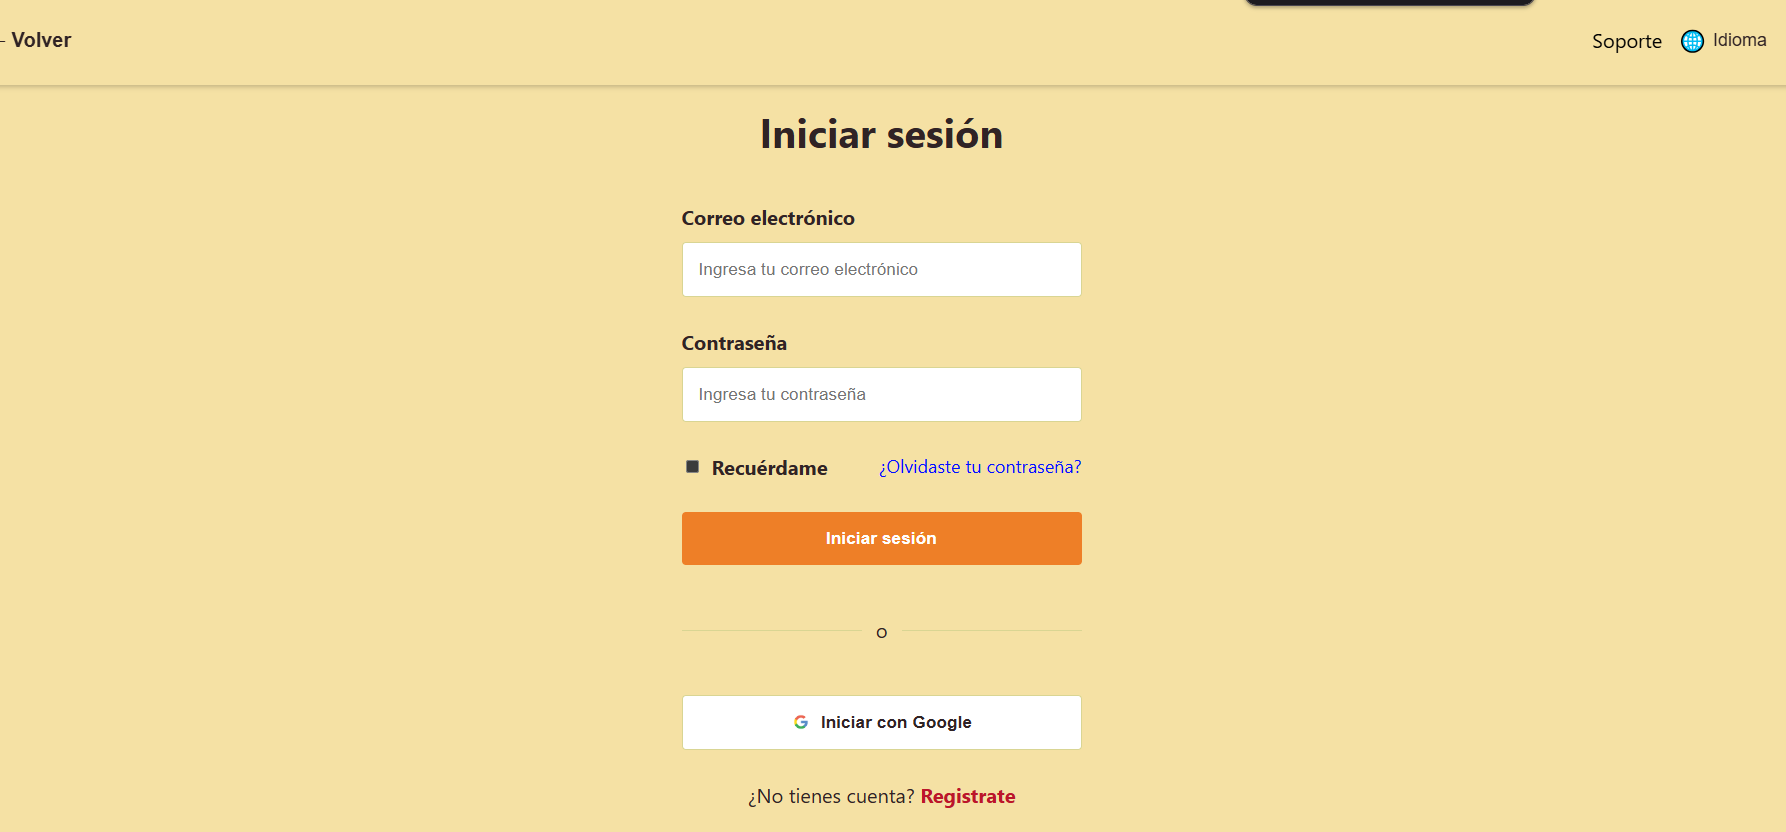 ← Volver
Soporte Idioma
Iniciar sesión
Correo electrónico
Ingresa tu correo electrónico
Contraseña
Ingresa tu contraseña
Recuérdame ¿Olvidaste tu contraseña?
Iniciar sesión
o
Iniciar con Google
¿No tienes cuenta? Registrate